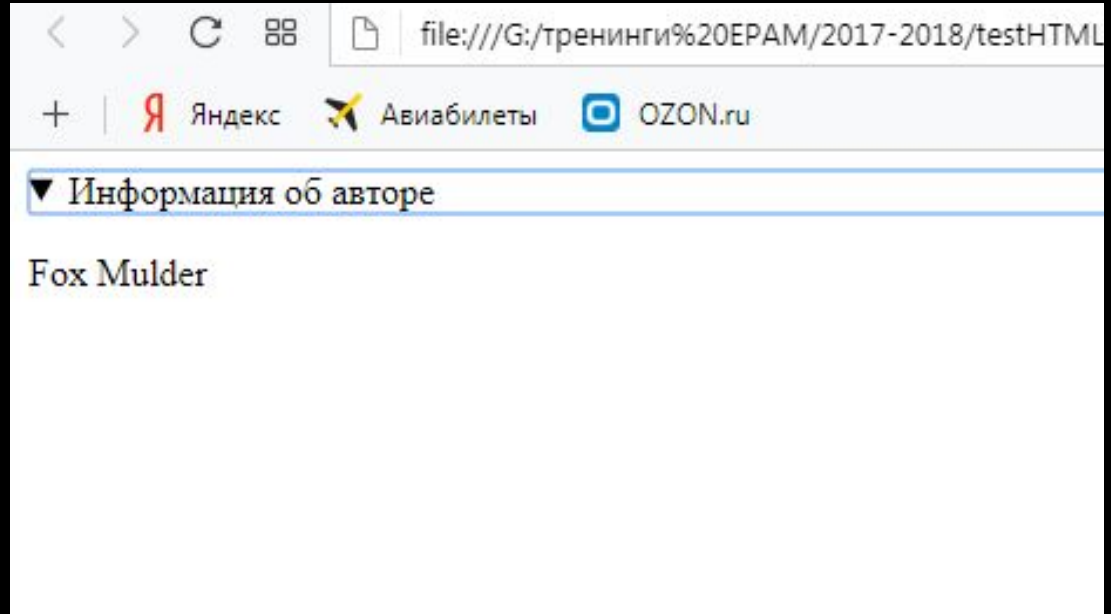 file:///G:/тренинги%20EPAM/2017-2018/testHTML
Я Яндекс Авиабилеты OZON.ru
Информация об авторе
Fox Mulder